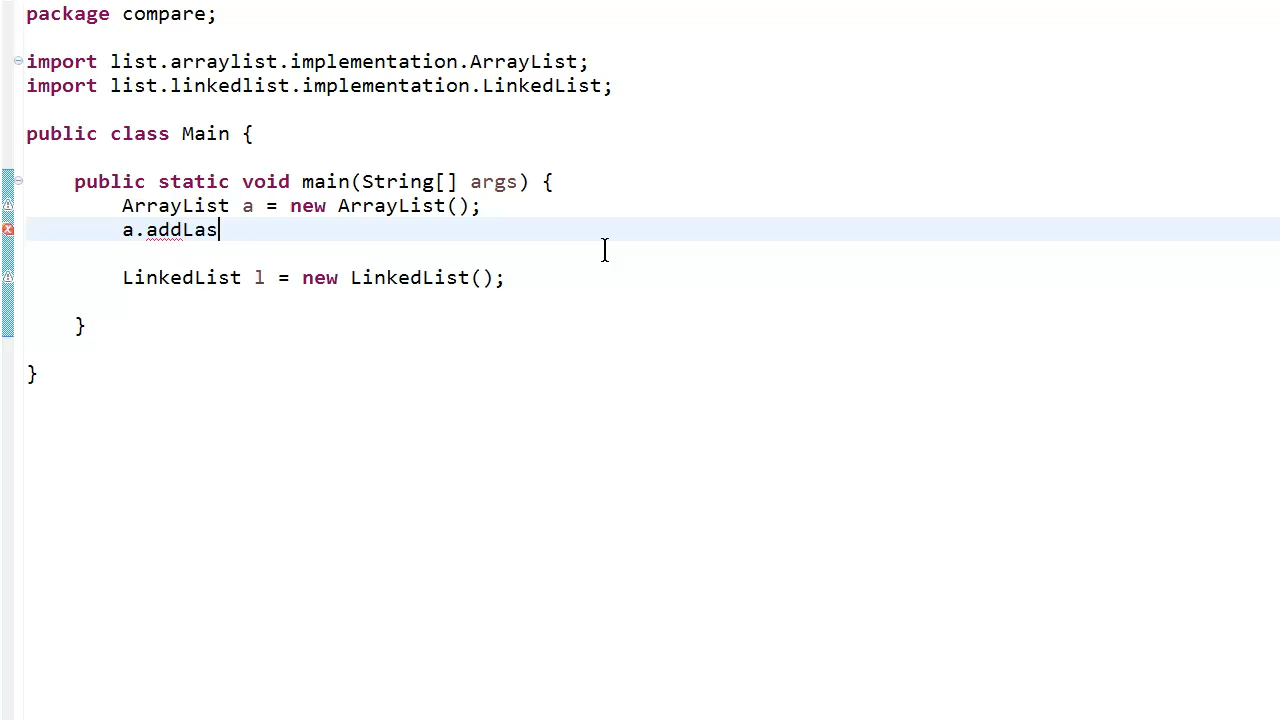 package compare;
import list.arraylist.implementation.ArrayList;
import list.linkedlist.implementation.LinkedList;
public class Main {
public static void main(String[] args) {
ArrayList a = new ArrayList();
a.addLas
LinkedList l = new LinkedList();
}
}